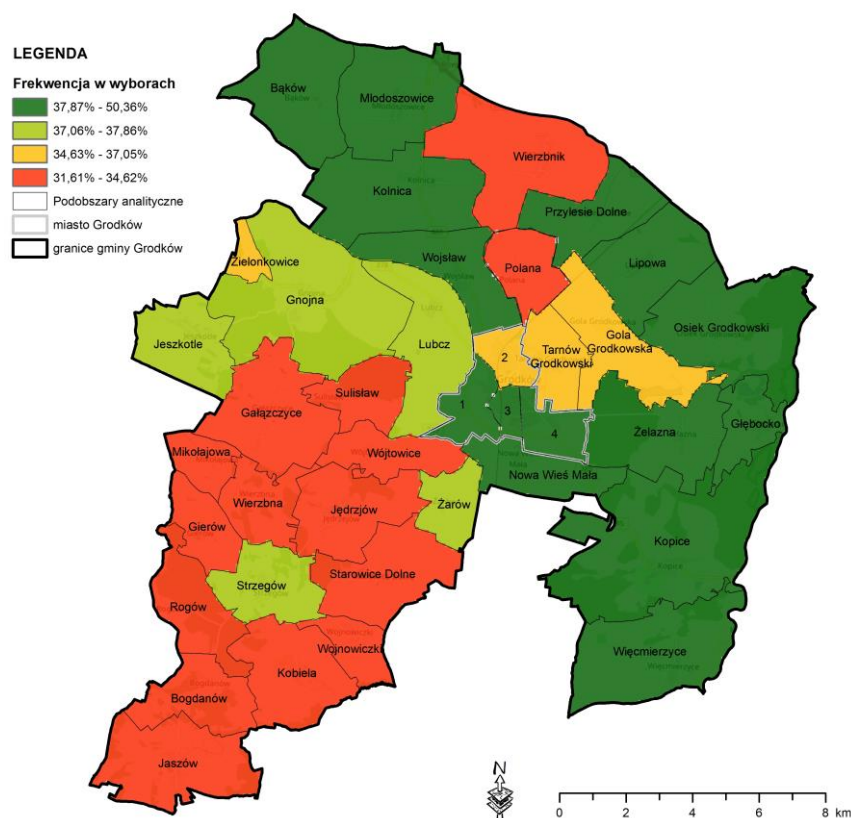 LEGENDA
Frekwencja w wyborach
37,87% - 50,36%
37,06% - 37,86%
34,63% - 37,05%
31,61% - 34,62%
Podobszary analityczne
miasto Grodków
granice gminy Grodków
Bąków
Młodoszowice
Wierzbnik
Kolnica
Przylesie Dolne
Wojsław
Polana
Lipowa
Zielonkowice
Gnojna
Osiek Grodkowski
Jeszkotle
Lubcz
2
Tarnów
Grodkowski
Gola
Grodkowska
Sulisław
1
3
4
Gałązczyce
Żelazna
Głębocko
Mikołajowa
Wójtowice
Nowa Wieś Mała
Wierzbna
Jędrzjów
Żarów
Gierów
Kopice
Strzegów
Starowice Dolne
Rogów
Wojnowiczki
Więcmierzyce
Kobiela
Bogdanów
Jaszów
N
0 2 4 6 8
km